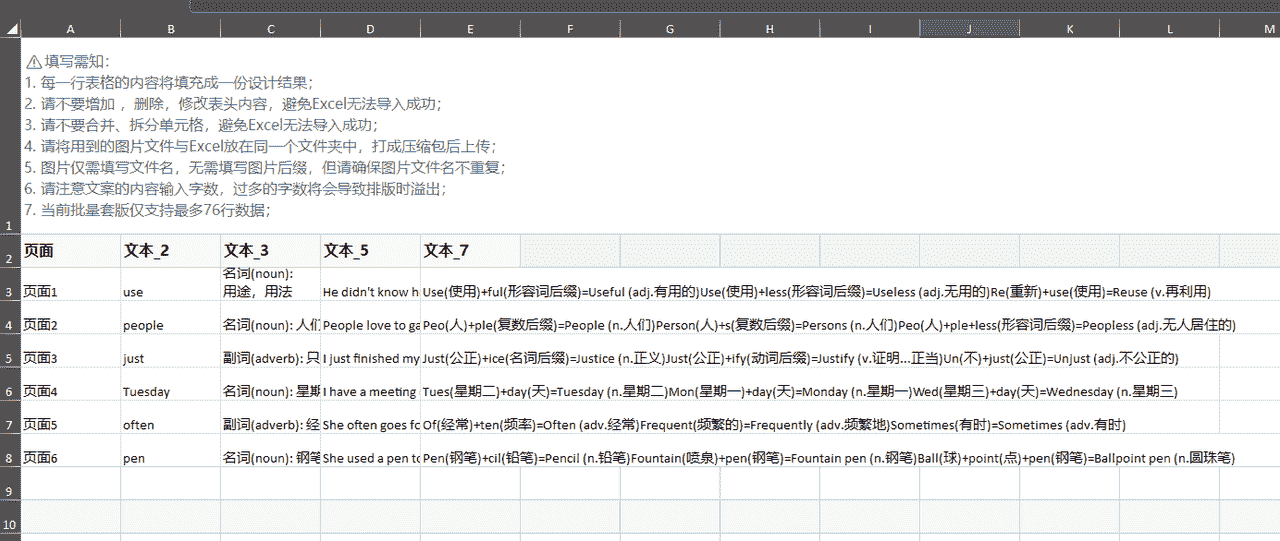 A B C D E F G H I J K L M
1
⚠填写需知：
1. 每一行表格的内容将填充成一份设计结果；
2. 请不要增加 ，删除，修改表头内容，避免Excel无法导入成功；
3. 请不要合并、拆分单元格，避免Excel无法导入成功；
4. 请将用到的图片文件与Excel放在同一个文件夹中，打成压缩包后上传；
5. 图片仅需填写文件名，无需填写图片后缀，但请确保图片文件名不重复；
6. 请注意文案的内容输入字数，过多的字数将会导致排版时溢出；
7. 当前批量套版仅支持最多76行数据；
2 页面 文本_2 文本_3 文本_5 文本_7
3 页面1 use 名词(noun): 用途，用法 He didn't know h Use(使用)+ful(形容词后缀)=Useful (adj.有用的)Use(使用)+less(形容词后缀)=Useless (adj.无用的)Re(重新)+use(使用)=Reuse (v.再利用)
4 页面2 people 名词(noun): 人们 People love to ga Peo(人)+ple(复数后缀)=People (n.人们)Person(人)+s(复数后缀)=Persons (n.人们)Peo(人)+ple+less(形容词后缀)=Peopless (adj.无人居住的)
5 页面3 just 副词(adverb): 只 I just finished my Just(公正)+ice(名词后缀)=Justice (n.正义)Just(公正)+ify(动词后缀)=Justify (v.证明...正当)Un(不)+just(公正)=Unjust (adj.不公正的)
6 页面4 Tuesday 名词(noun): 星期 I have a meeting Tues(星期二)+day(天)=Tuesday (n.星期二)Mon(星期一)+day(天)=Monday (n.星期一)Wed(星期三)+day(天)=Wednesday (n.星期三)
7 页面5 often 副词(adverb): 经 She often goes fo Of(经常)+ten(频率)=Often (adv.经常)Frequent(频繁的)=Frequently (adv.频繁地)Sometimes(有时)=Sometimes (adv.有时)
8 页面6 pen 名词(noun): 钢笔 She used a pen to Pen(钢笔)+cil(铅笔)=Pencil (n.铅笔)Fountain(喷泉)+pen(钢笔)=Fountain pen (n.钢笔)Ball(球)+point(点)+pen(钢笔)=Ballpoint pen (n.圆珠笔)
9
10